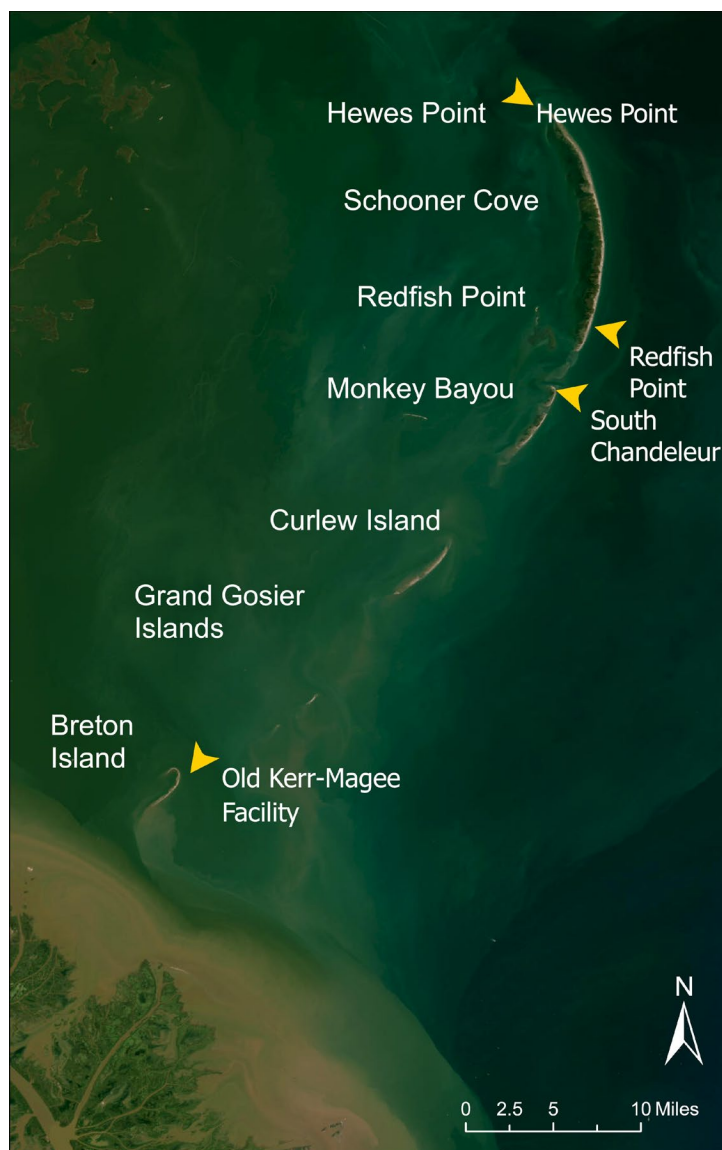 Hewes Point
Hewes Point
Schooner Cove
Redfish Point
Redfish
Point
Monkey Bayou
South
Chandeleur
Curlew Island
Grand Gosier
Islands
Breton
Island
Old Kerr-Magee
Facility
N
0 2.5 5 10 Miles